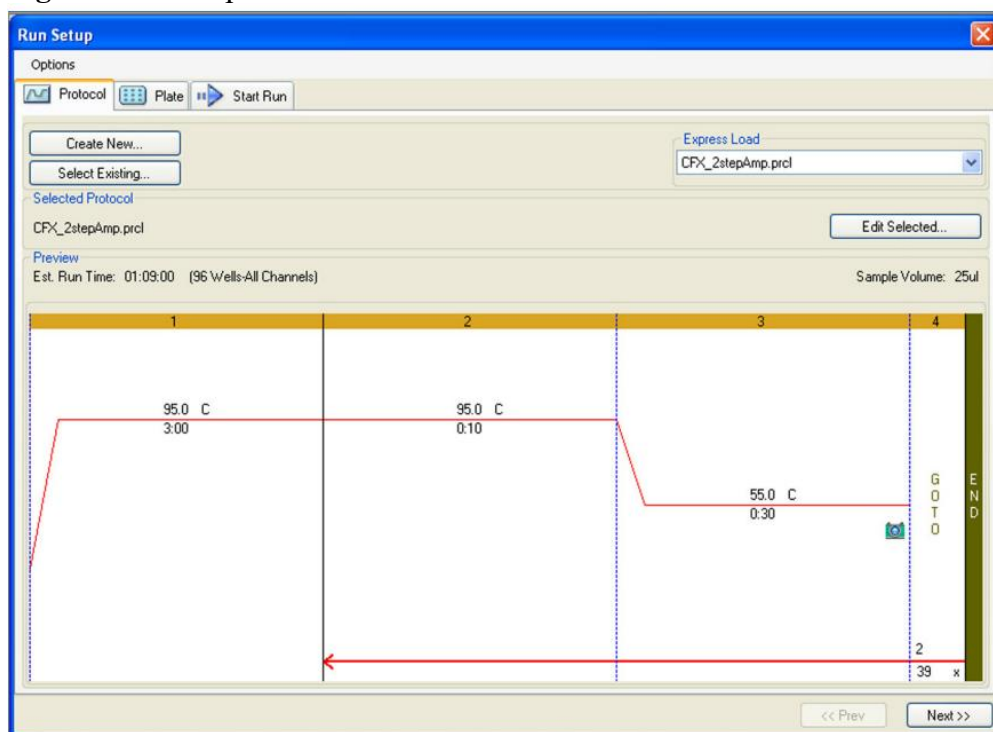 Run Setup
Options
Protocol Plate Start Run
Create New...
Select Existing...
Express Load
CFX_2stepAmp.prcl
Selected Protocol
CFX_2stepAmp.prcl
Edit Selected...
Preview
Est. Run Time: 01:09:00 (96 Wells-All Channels) Sample Volume: 25ul
1 2 3 4
95.0 C
3:00
95.0 C
0:10
55.0 C
0:30
GOTO
END
2
39 x
<< Prev Next >>